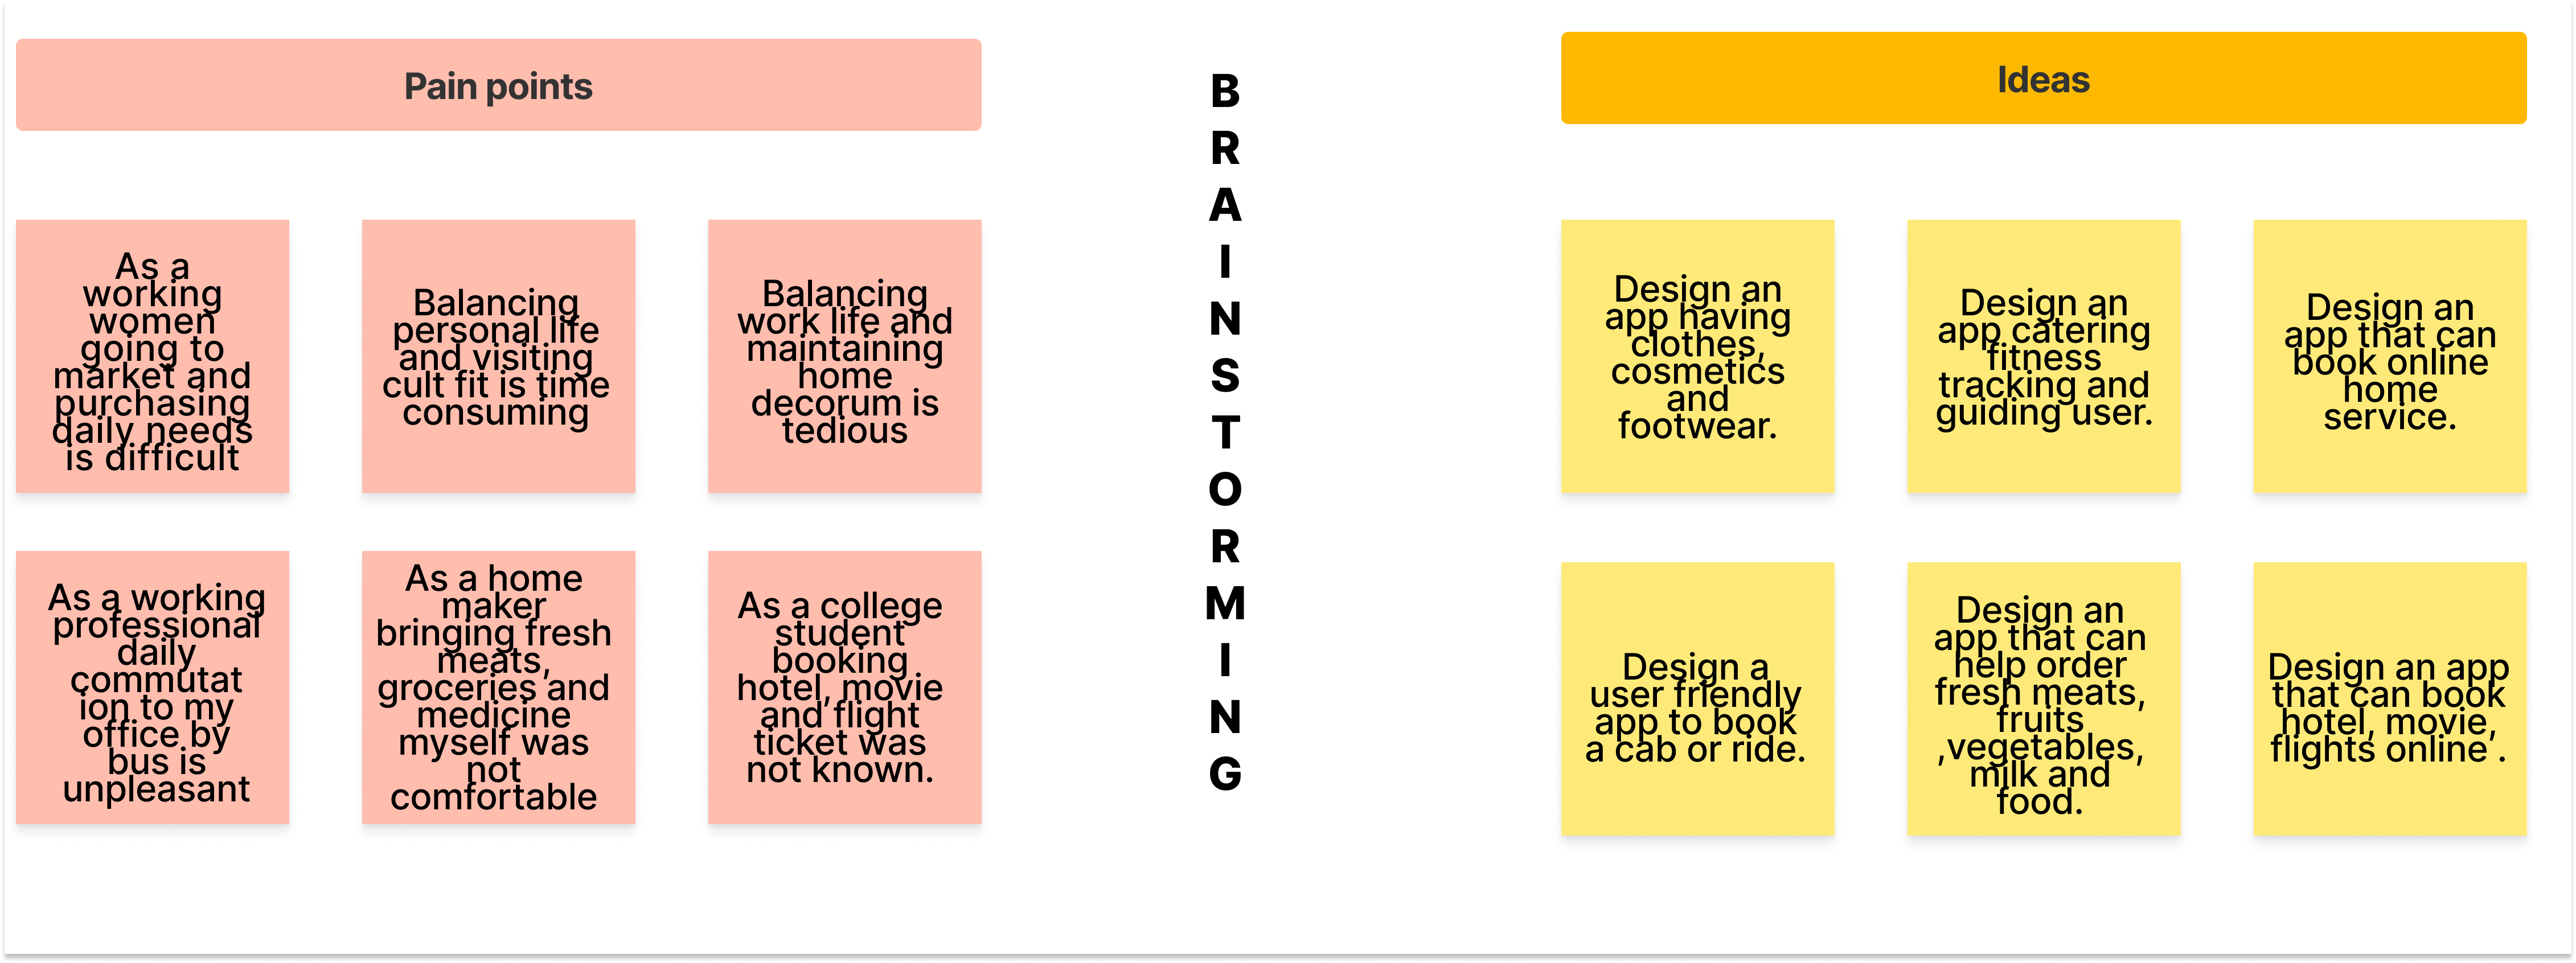 Pain points
As a
working
women
going to
market and
purchasing
daily needs
is difficult
Balancing
personal life
and visiting
cult fit is time
consuming
Balancing
work life and
maintaining
home
decorum is
tedious
As a working
professional
daily
commutat
ion to my
office by
bus is
unpleasant
As a home
maker
bringing fresh
meats,
groceries and
medicine
myself was
not
comfortable
As a college
student
booking
hotel, movie
and flight
ticket was
not known.
B
R
A
I
N
S
T
O
R
M
I
N
G
Ideas
Design an
app having
clothes,
cosmetics
and
footwear.
Design an
app catering
fitness
tracking and
guiding user.
Design an
app that can
book online
home
service.
Design a
user friendly
app to book
a cab or ride.
Design an
app that can
help order
fresh meats,
fruits
,vegetables,
milk and
food.
Design an app
that can book
hotel, movie,
flights online .